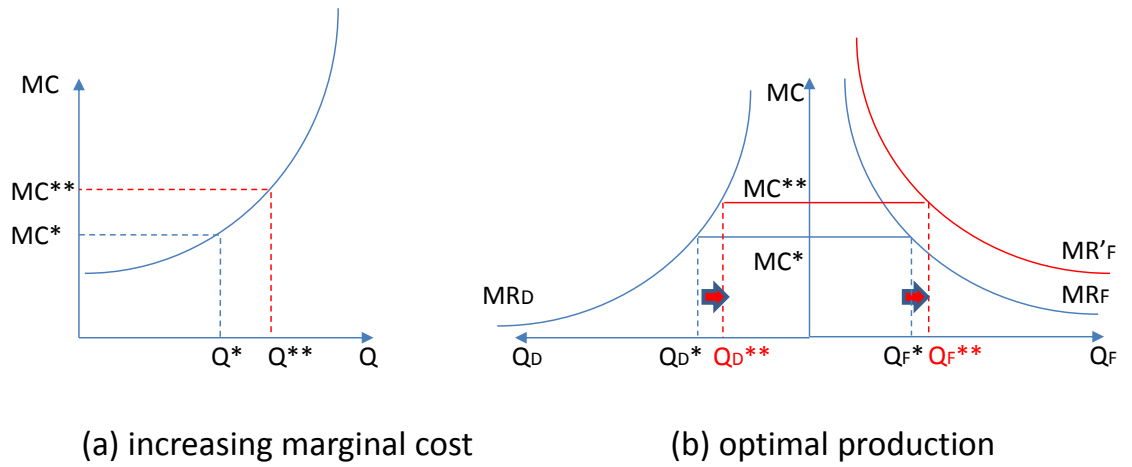 MC
MC**
MC*
Q* Q** Q
(a) increasing marginal cost
MC
MC**
MC*
MRD
MR'F
MRF
QD QD* QD** QF* QF** QF
(b) optimal production